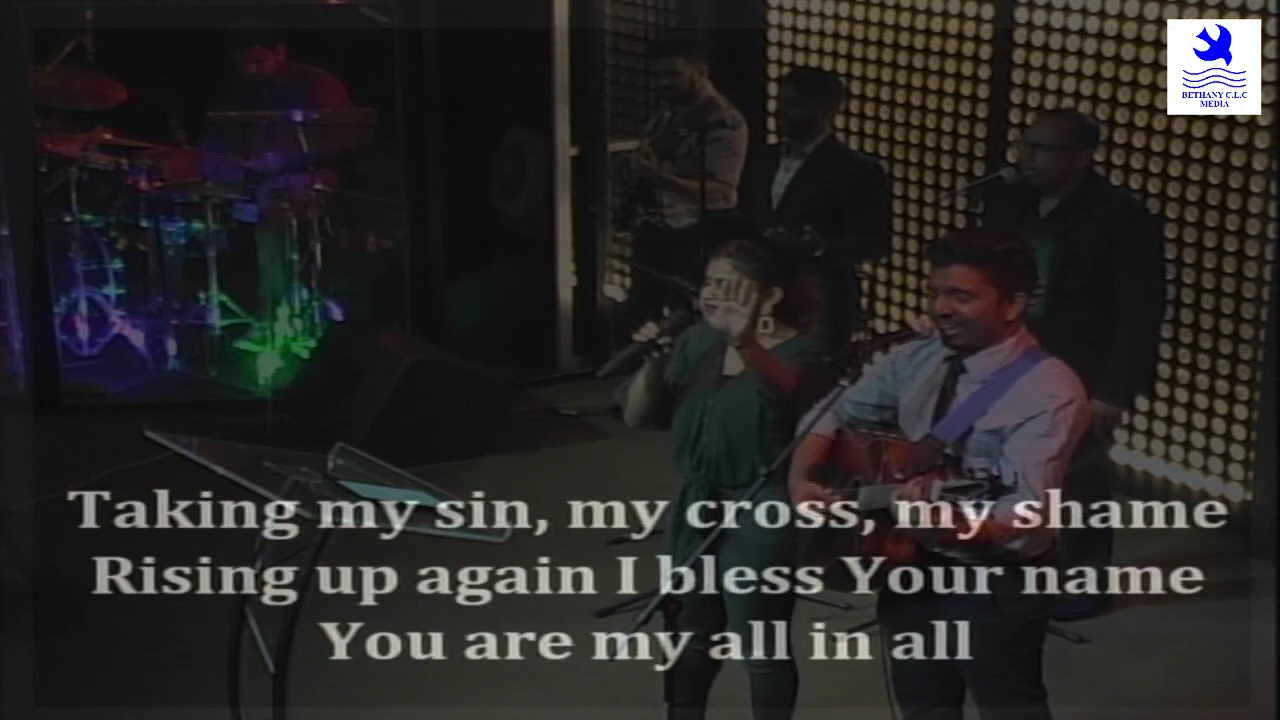 BETHANY C.L.C
MEDIA
Taking my sin, my cross, my shame
Rising up again I bless Your name
You are my all in all